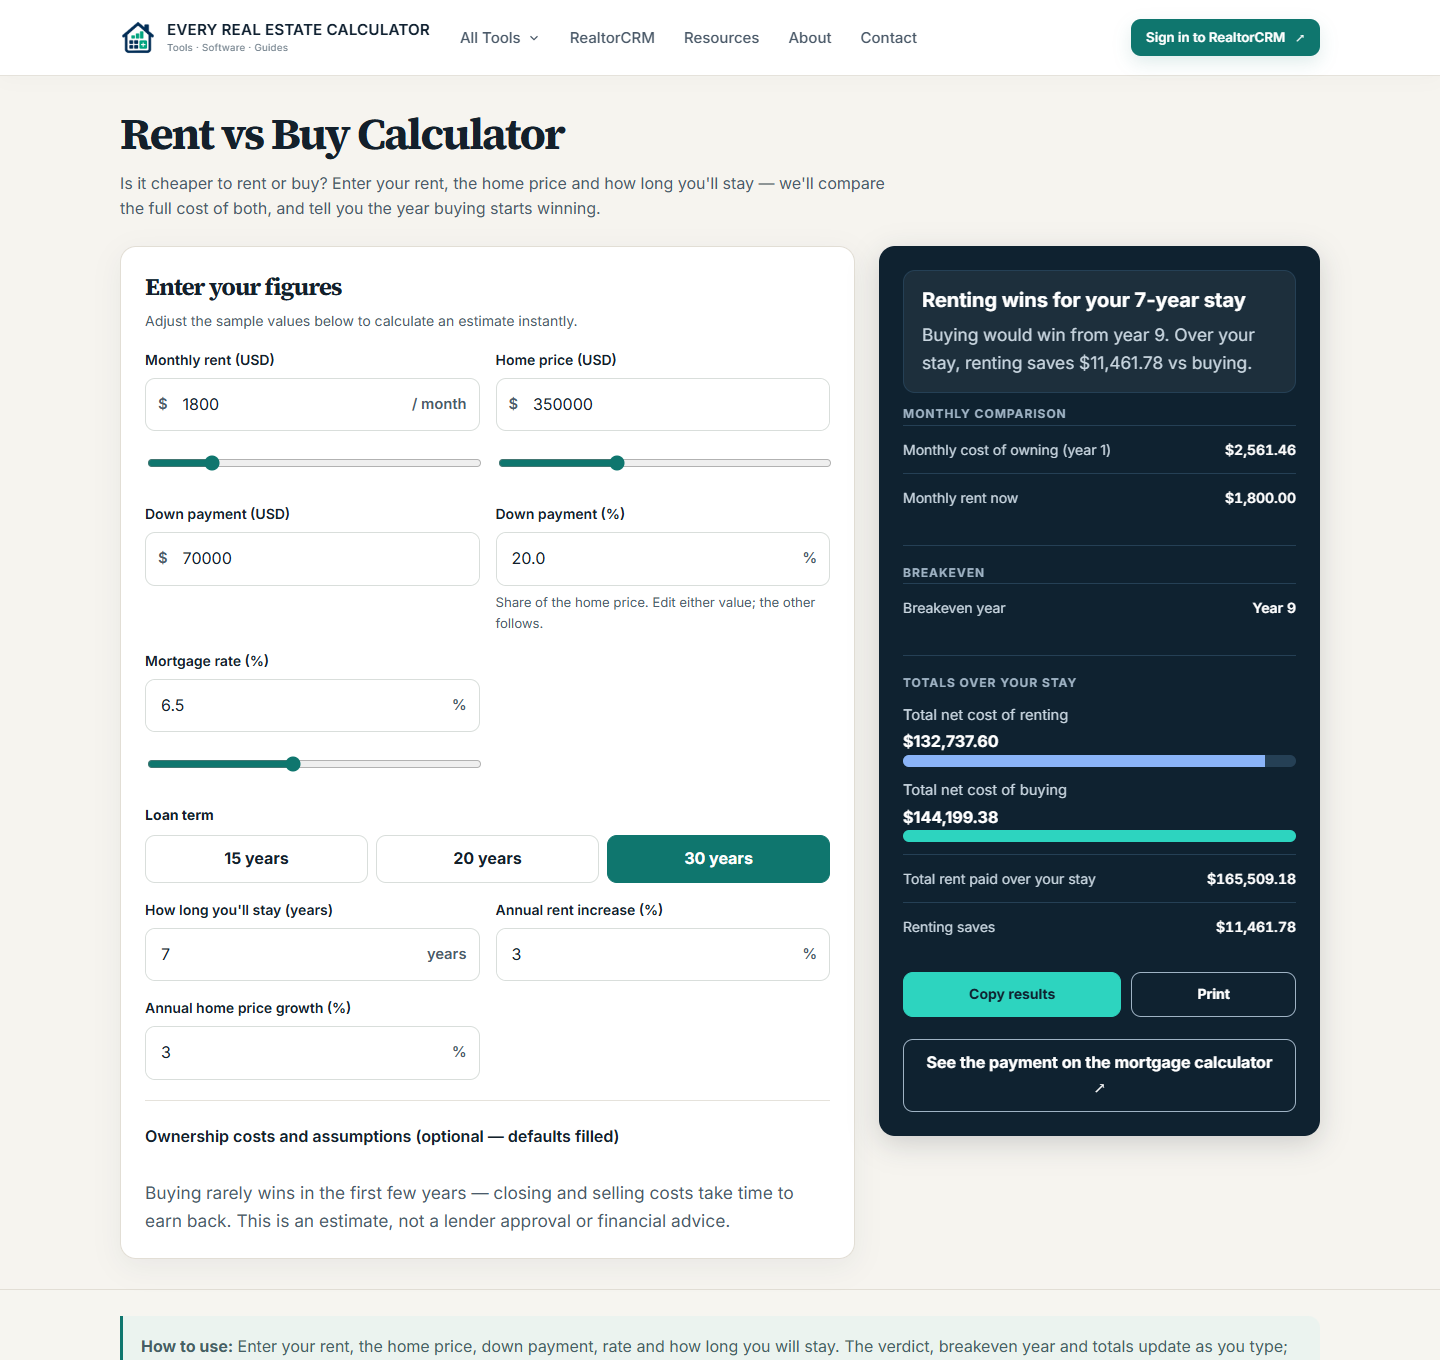 EVERY REAL ESTATE CALCULATOR
Tools · Software · Guides
All Tools
RealtorCRM
Resources
About
Contact
Sign in to RealtorCRM ↗
Rent vs Buy Calculator
Is it cheaper to rent or buy? Enter your rent, the home price and how long you'll stay — we'll compare
the full cost of both, and tell you the year buying starts winning.
Enter your figures
Adjust the sample values below to calculate an estimate instantly.
Monthly rent (USD)
$ 1800 / month
Home price (USD)
$ 350000
Down payment (USD)
$ 70000
Down payment (%)
20.0 %
Share of the home price. Edit either value; the other
follows.
Mortgage rate (%)
6.5 %
Loan term
15 years
20 years
30 years
How long you'll stay (years)
7 years
Annual rent increase (%)
3 %
Annual home price growth (%)
3 %
Ownership costs and assumptions (optional — defaults filled)
Buying rarely wins in the first few years — closing and selling costs take time to
earn back. This is an estimate, not a lender approval or financial advice.
Renting wins for your 7-year stay
Buying would win from year 9. Over your
stay, renting saves $11,461.78 vs buying.
MONTHLY COMPARISON
Monthly cost of owning (year 1) $2,561.46
Monthly rent now $1,800.00
BREAKEVEN
Breakeven year Year 9
TOTALS OVER YOUR STAY
Total net cost of renting
$132,737.60
Total net cost of buying
$144,199.38
Total rent paid over your stay $165,509.18
Renting saves $11,461.78
Copy results
Print
See the payment on the mortgage calculator
↗
How to use: Enter your rent, the home price, down payment, rate and how long you will stay. The verdict, breakeven year and totals update as you type;